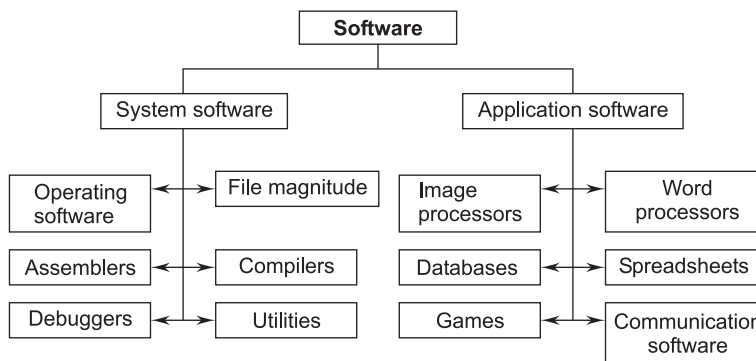 Software
System software
Application software
Operating
software
File magnitude
Image
processors
Word
processors
Assemblers
Compilers
Databases
Spreadsheets
Debuggers
Utilities
Games
Communication
software